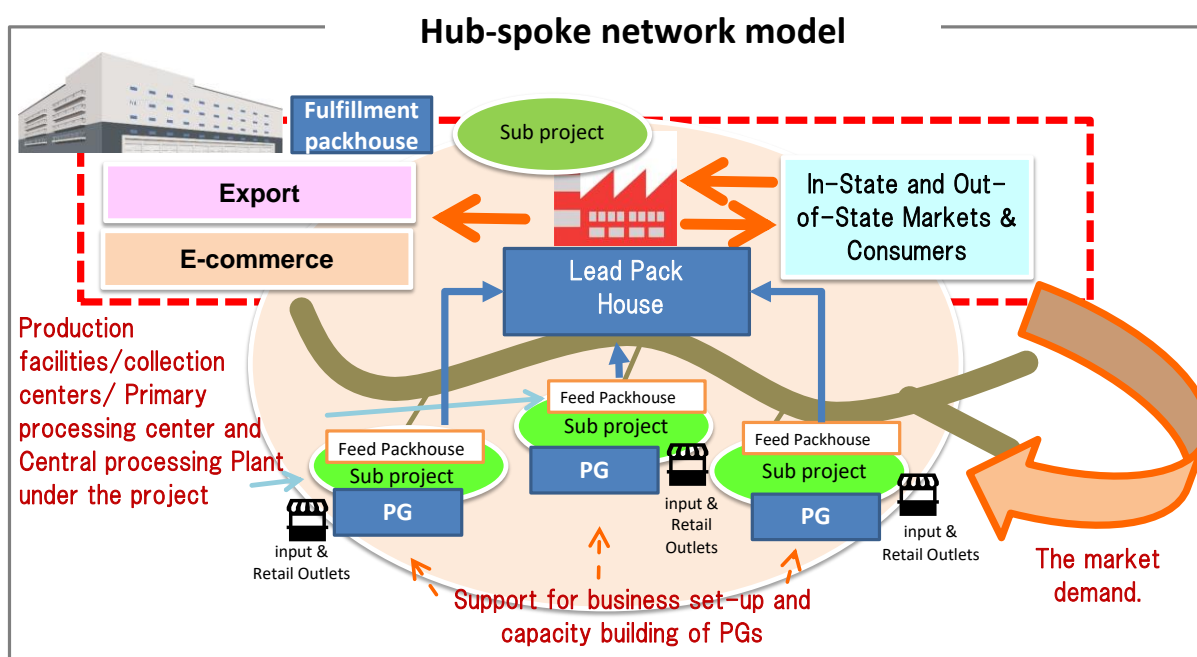 Hub-spoke network model
Fulfillment
packhouse
Sub project
Export
E-commerce
In-State and Out-
of-State Markets &
Consumers
Lead Pack
House
Production
facilities/collection
centers/ Primary
processing center and
Central processing Plant
under the project
Feed Packhouse
Sub project
PG
input &
Retail Outlets
Feed Packhouse
Sub project
PG
input &
Retail
Outlets
Feed Packhouse
Sub project
PG
input &
Retail Outlets
The market
demand.
Support for business set-up and
capacity building of PGs